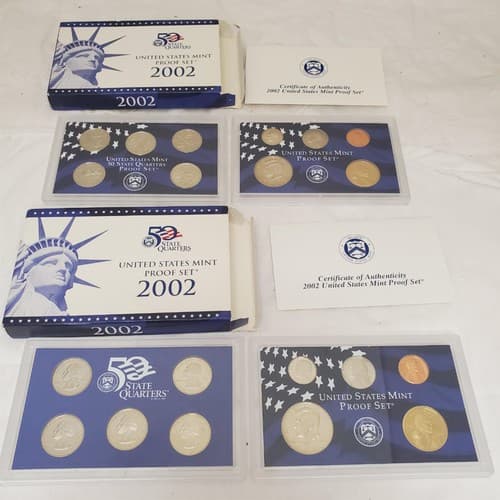 50
STATE
QUARTERS
UNITED STATES MINT
PROOF SET®
2002
2002
Certificate of Authenticity
2002 United States Mint Proof Set®
UNITED STATES MINT
50 STATE QUARTERS
PROOF SET®
UNITED STATES MINT
PROOF SET®
50
STATE
QUARTERS
UNITED STATES MINT
PROOF SET®
2002
2002
Certificate of Authenticity
2002 United States Mint Proof Set®
50
STATE
QUARTERS
UNITED STATES MINT
PROOF SET®